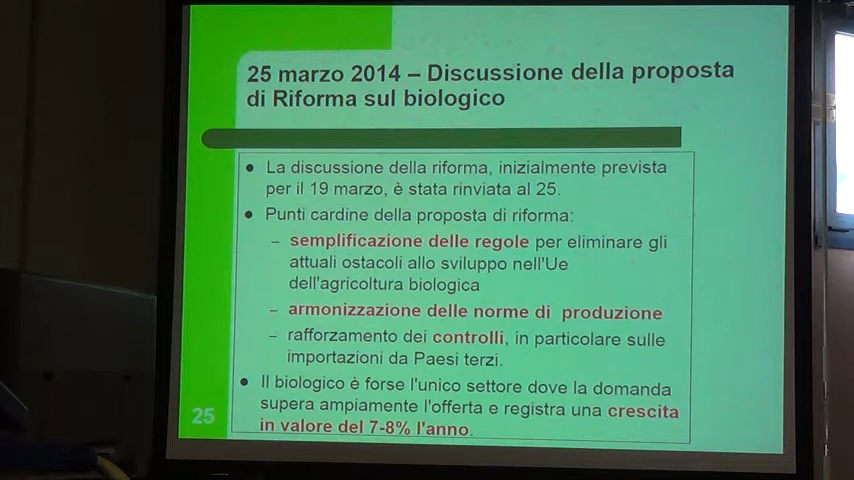 25 marzo 2014 – Discussione della proposta
di Riforma sul biologico
● La discussione della riforma, inizialmente prevista
per il 19 marzo, è stata rinviata al 25.
● Punti cardine della proposta di riforma:
– semplificazione delle regole per eliminare gli
attuali ostacoli allo sviluppo nell'Ue
dell'agricoltura biologica
– armonizzazione delle norme di produzione
– rafforzamento dei controlli, in particolare sulle
importazioni da Paesi terzi.
● Il biologico è forse l'unico settore dove la domanda
supera ampiamente l'offerta e registra una crescita
in valore del 7-8% l'anno.
25